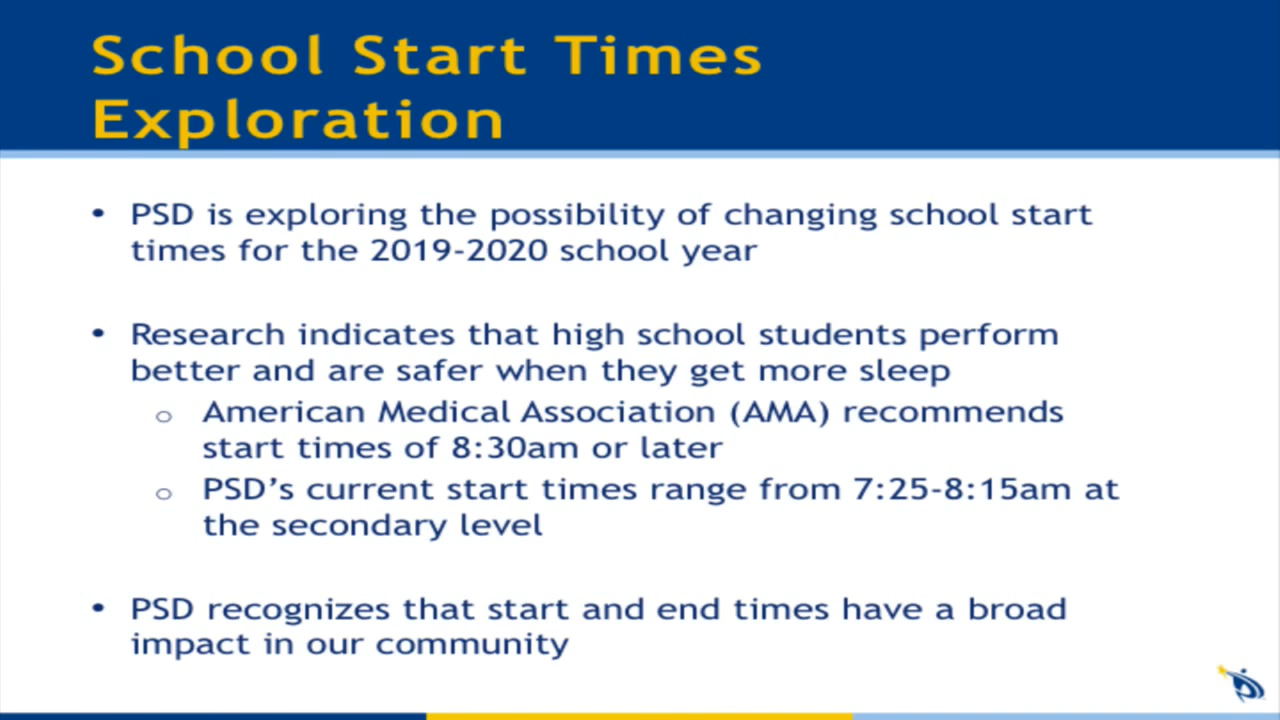 School Start Times
Exploration
• PSD is exploring the possibility of changing school start
times for the 2019-2020 school year
• Research indicates that high school students perform
better and are safer when they get more sleep
o American Medical Association (AMA) recommends
start times of 8:30am or later
o PSD’s current start times range from 7:25-8:15am at
the secondary level
• PSD recognizes that start and end times have a broad
impact in our community